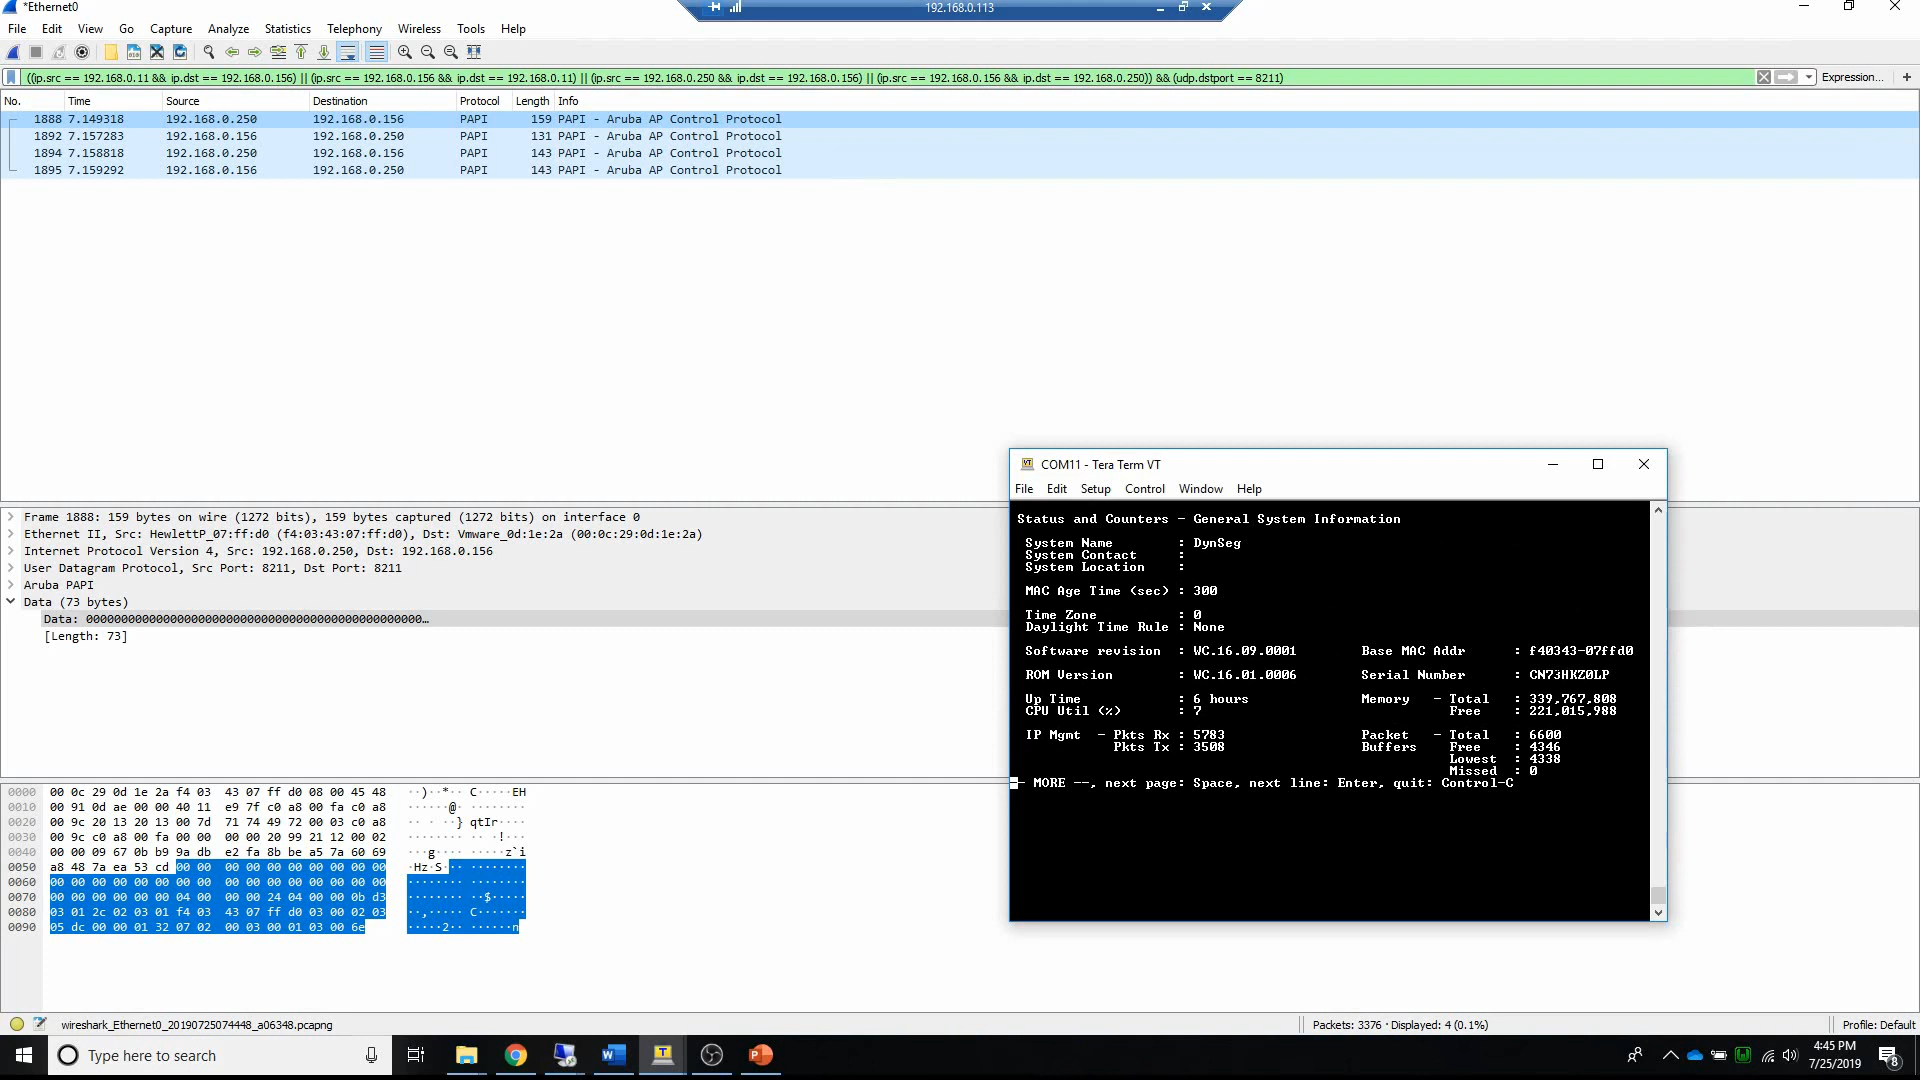 *Ethernet0
192.168.0.113
File Edit View Go Capture Analyze Statistics Telephony Wireless Tools Help
((ip.src == 192.168.0.11 && ip.dst == 192.168.0.156) || (ip.src == 192.168.0.156 && ip.dst == 192.168.0.11) || (ip.src == 192.168.0.250 && ip.dst == 192.168.0.156) || (ip.src == 192.168.0.156 && ip.dst == 192.168.0.250)) && (udp.dstport == 8211) Expression... +
No. Time Source Destination Protocol Length Info
1888 7.149318 192.168.0.250 192.168.0.156 PAPI 159 PAPI - Aruba AP Control Protocol
1892 7.157283 192.168.0.156 192.168.0.250 PAPI 131 PAPI - Aruba AP Control Protocol
1894 7.158818 192.168.0.250 192.168.0.156 PAPI 143 PAPI - Aruba AP Control Protocol
1895 7.159292 192.168.0.156 192.168.0.250 PAPI 143 PAPI - Aruba AP Control Protocol
Frame 1888: 159 bytes on wire (1272 bits), 159 bytes captured (1272 bits) on interface 0
Ethernet II, Src: HewlettP_07:ff:d0 (f4:03:43:07:ff:d0), Dst: Vmware_0d:1e:2a (00:0c:29:0d:1e:2a)
Internet Protocol Version 4, Src: 192.168.0.250, Dst: 192.168.0.156
User Datagram Protocol, Src Port: 8211, Dst Port: 8211
Aruba PAPI
Data (73 bytes)
Data: 000000000000000000000000000000000000000000000000…
[Length: 73]
0000 00 0c 29 0d 1e 2a f4 03 43 07 ff d0 08 00 45 48 ··)··*·· C·····EH
0010 00 91 0d ae 00 00 40 11 e9 7f c0 a8 00 fa c0 a8 ······@· ········
0020 00 9c 20 13 20 13 00 7d 71 74 49 72 00 03 c0 a8 ·· · ··} qtIr····
0030 00 9c c0 a8 00 fa 00 00 00 00 20 99 21 12 00 02 ········ ·· ·!···
0040 00 00 09 67 0b b9 9a db e2 fa 8b be a5 7a 60 69 ···g···· ·····z`i
0050 a8 48 7a ea 53 cd 00 00 00 00 00 00 00 00 00 00 ·Hz·S··· ········
0060 00 00 00 00 00 00 00 00 00 00 00 00 00 00 00 00 ········ ········
0070 00 00 00 00 00 00 04 00 00 00 24 04 00 00 0b d3 ········ ··$·····
0080 03 01 2c 02 03 01 f4 03 43 07 ff d0 03 00 02 03 ··,····· C·······
0090 05 dc 00 00 01 32 07 02 00 03 00 01 03 00 6e ·····2·· ······n
COM11 - Tera Term VT
File Edit Setup Control Window Help
Status and Counters - General System Information
System Name : DynSeg
System Contact :
System Location :
MAC Age Time (sec) : 300
Time Zone : 0
Daylight Time Rule : None
Software revision : WC.16.09.0001 Base MAC Addr : f40343-07ffd0
ROM Version : WC.16.01.0006 Serial Number : CN73HKZ0LP
Up Time : 6 hours Memory - Total : 339,767,808
CPU Util (%) : 7 Free : 221,015,988
IP Mgmt - Pkts Rx : 5783 Packet - Total : 6600
Pkts Tx : 3508 Buffers Free : 4346
Lowest : 4338
Missed : 0
- MORE --, next page: Space, next line: Enter, quit: Control-C
wireshark_Ethernet0_20190725074448_a06348.pcapng
Packets: 3376 · Displayed: 4 (0.1%)
Profile: Default
Type here to search
4:45 PM
7/25/2019
8